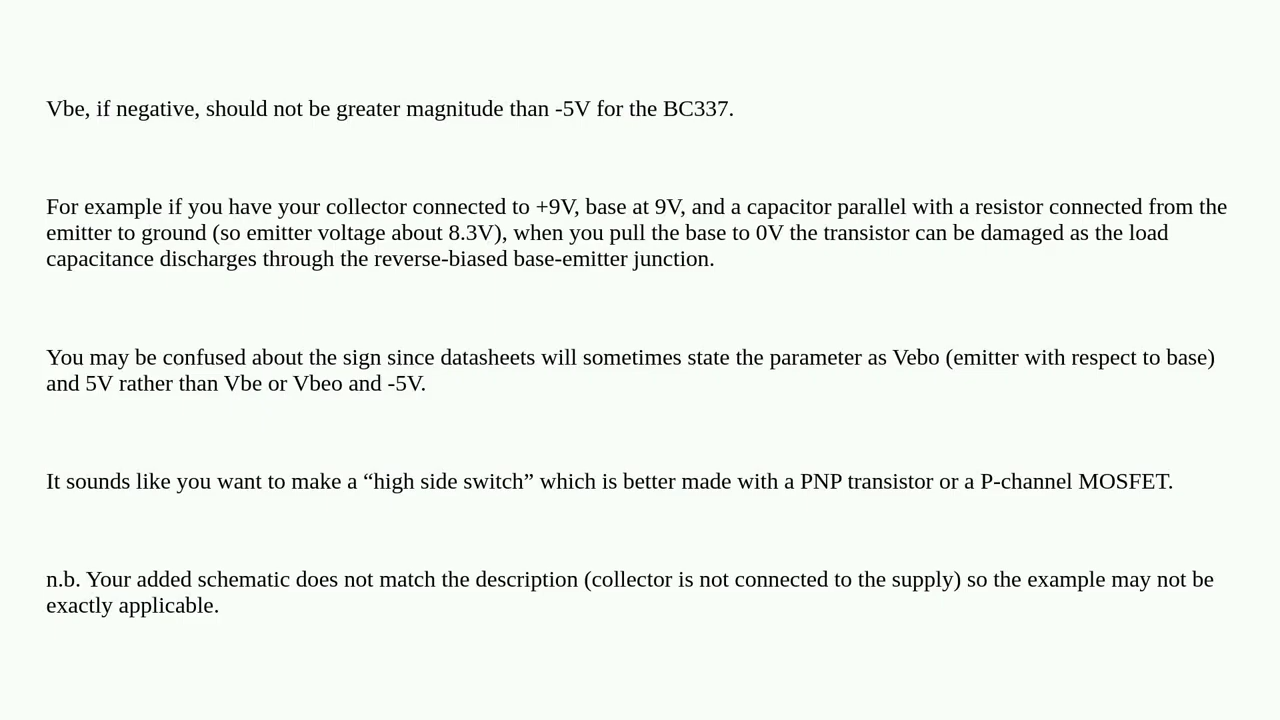 Vbe, if negative, should not be greater magnitude than -5V for the BC337.
For example if you have your collector connected to +9V, base at 9V, and a capacitor parallel with a resistor connected from the
emitter to ground (so emitter voltage about 8.3V), when you pull the base to 0V the transistor can be damaged as the load
capacitance discharges through the reverse-biased base-emitter junction.
You may be confused about the sign since datasheets will sometimes state the parameter as Vebo (emitter with respect to base)
and 5V rather than Vbe or Vbeo and -5V.
It sounds like you want to make a “high side switch” which is better made with a PNP transistor or a P-channel MOSFET.
n.b. Your added schematic does not match the description (collector is not connected to the supply) so the example may not be
exactly applicable.